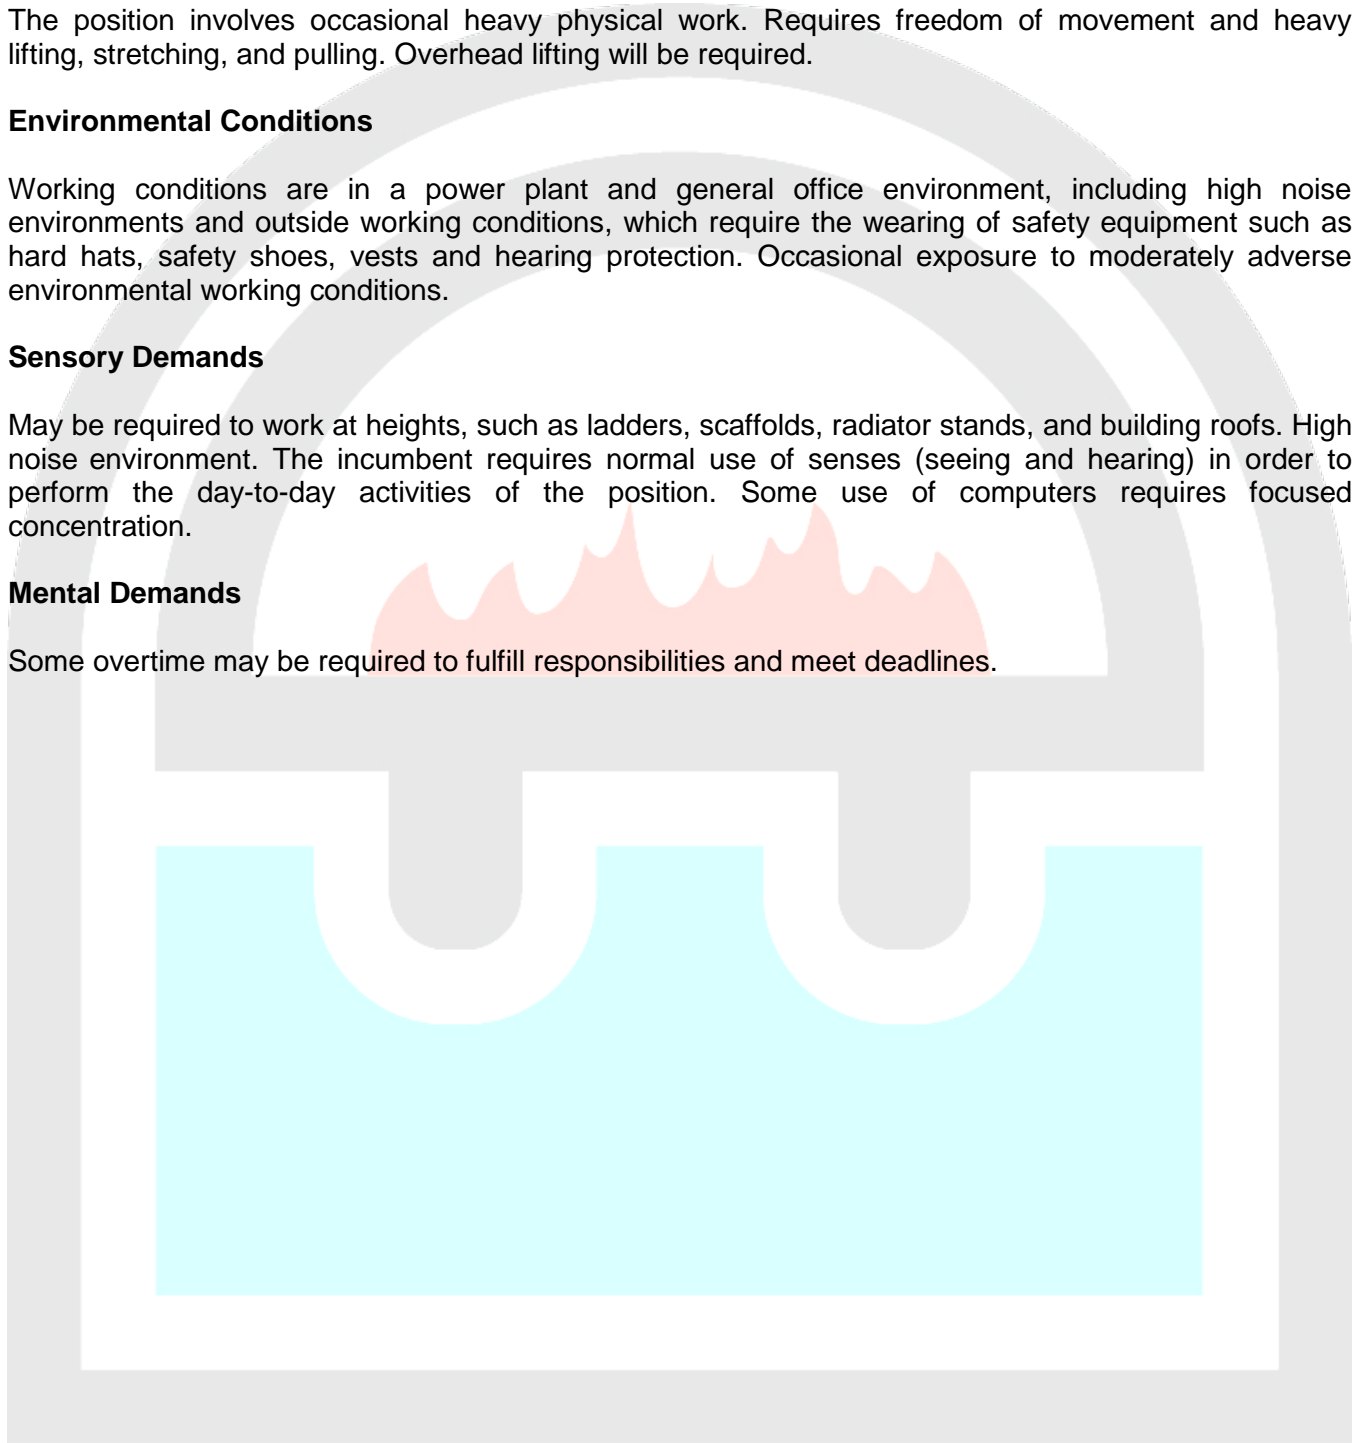 The position involves occasional heavy physical work. Requires freedom of movement and heavy
lifting, stretching, and pulling. Overhead lifting will be required.
Environmental Conditions
Working conditions are in a power plant and general office environment, including high noise
environments and outside working conditions, which require the wearing of safety equipment such as
hard hats, safety shoes, vests and hearing protection. Occasional exposure to moderately adverse
environmental working conditions.
Sensory Demands
May be required to work at heights, such as ladders, scaffolds, radiator stands, and building roofs. High
noise environment. The incumbent requires normal use of senses (seeing and hearing) in order to
perform the day-to-day activities of the position. Some use of computers requires focused
concentration.
Mental Demands
Some overtime may be required to fulfill responsibilities and meet deadlines.